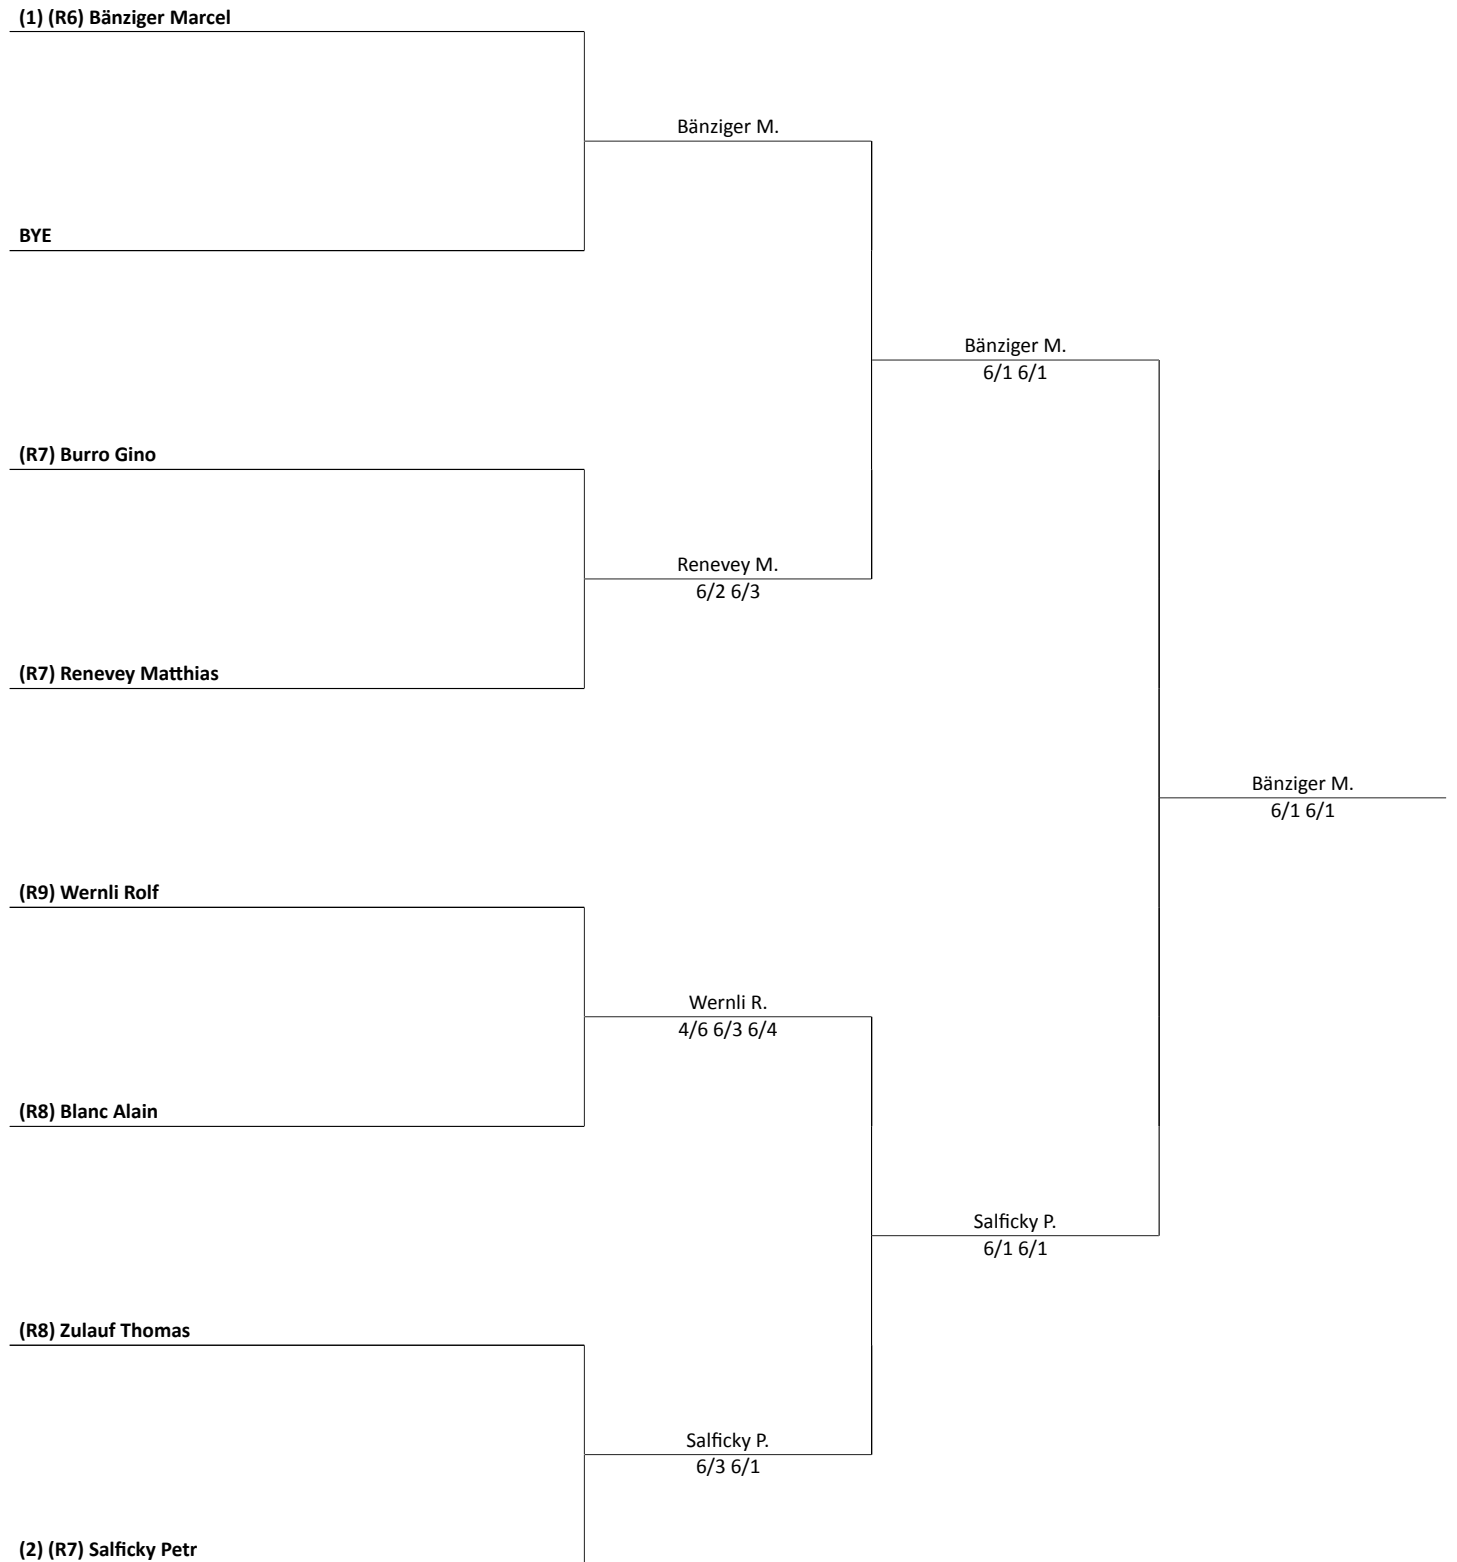 (1) (R6) Bänziger Marcel
Bänziger M.
BYE
Bänziger M.
6/1 6/1
(R7) Burro Gino
Renevey M.
6/2 6/3
(R7) Renevey Matthias
Bänziger M.
6/1 6/1
(R9) Wernli Rolf
Wernli R.
4/6 6/3 6/4
(R8) Blanc Alain
Salficky P.
6/1 6/1
(R8) Zulauf Thomas
Salficky P.
6/3 6/1
(2) (R7) Salficky Petr